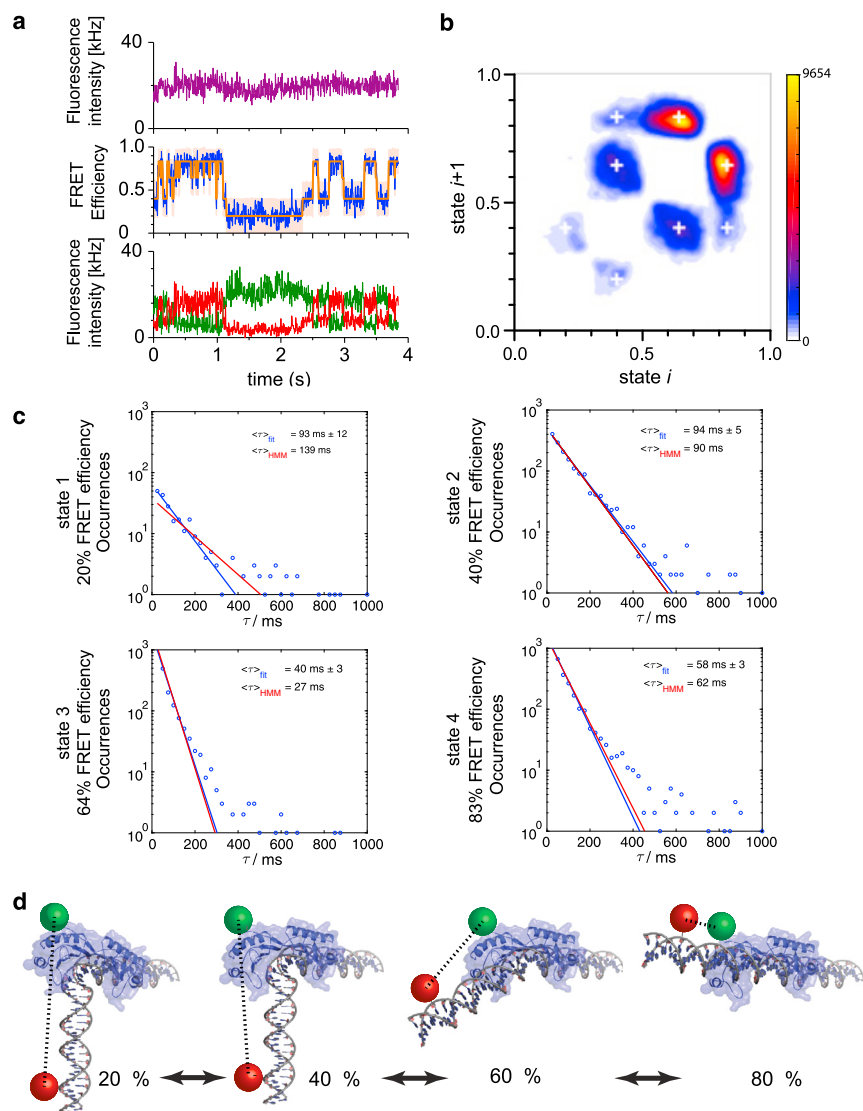 a
Fluorescence
intensity [kHz]
40
0
FRET
Efficiency
1.0
0.5
0
Fluorescence
intensity [kHz]
40
0
0 1 2 3 4
time (s)
b
state i+1
1.0
0.5
0.0
0.0 0.5 1.0
state i
9654
0
c
state 1
20% FRET efficiency
Occurrences
10³
10²
10¹
10⁰
<τ>fit = 93 ms ± 12
<τ>HMM = 139 ms
0 200 400 600 800 1000
τ / ms
state 2
40% FRET efficiency
Occurrences
10³
10²
10¹
10⁰
<τ>fit = 94 ms ± 5
<τ>HMM = 90 ms
0 200 400 600 800 1000
τ / ms
state 3
64% FRET efficiency
Occurrences
10³
10²
10¹
10⁰
<τ>fit = 40 ms ± 3
<τ>HMM = 27 ms
0 200 400 600 800 1000
τ / ms
state 4
83% FRET efficiency
Occurrences
10³
10²
10¹
10⁰
<τ>fit = 58 ms ± 3
<τ>HMM = 62 ms
0 200 400 600 800 1000
τ / ms
d
20 % 40 % 60 % 80 %